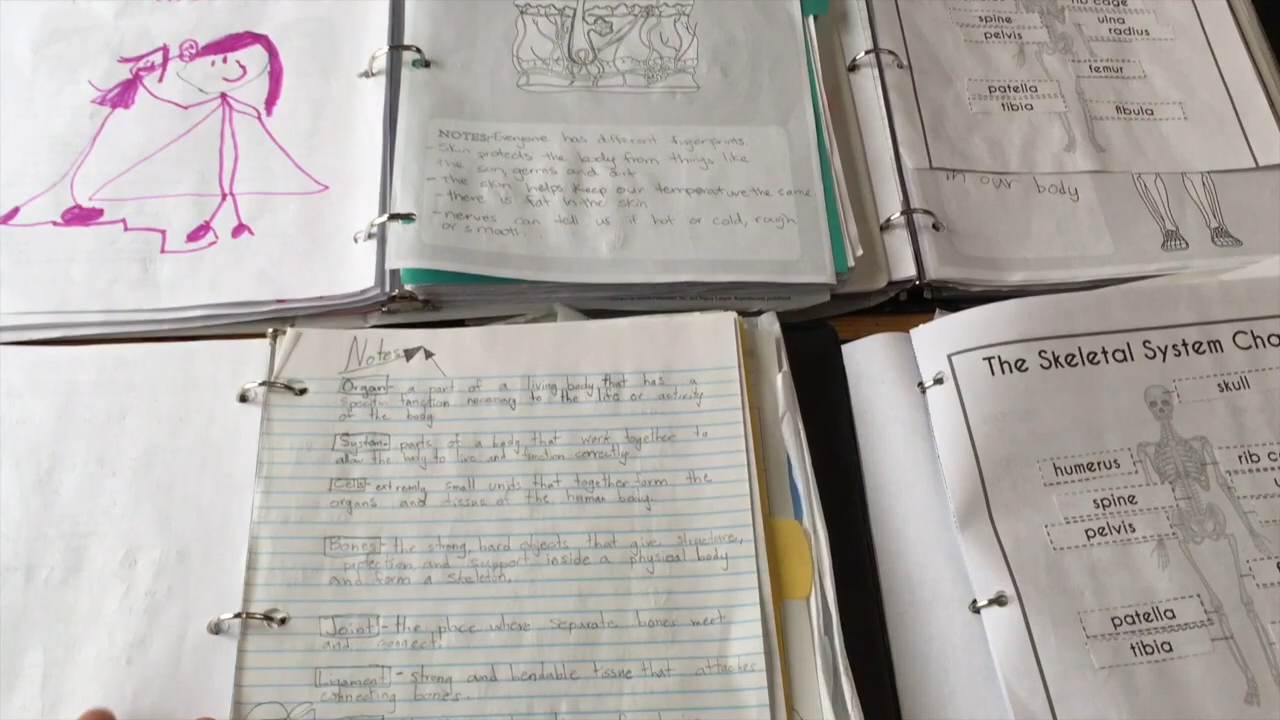 NOTES: Everyone has different fingerprints.
- Skin protects the body from things like
the sun, germs and dirt
- the skin helps keep our temperature the same
- there is fat in the skin
- nerves can tell us if hot or cold, rough
or smooth.
rib cage
spine
ulna
pelvis
radius
femur
patella
tibia
fibula
in our body
Notes
Organ - a part of a living body that has a
specific function necessary to the life or activity
of the body
System - parts of a body that work together to
allow the body to live and function correctly
Cells - extremly small units that together form the
organs and tissue of the human body.
Bones - the strong, hard objects that give structure,
protection, and support inside a physical body
and form a skeleton.
Joint - the place where separate bones meet
and connect.
Ligament - strong and bendable tissue that attaches
connecting bones.
The Skeletal System Cha
skull
humerus
rib c
spine
pelvis
patella
tibia